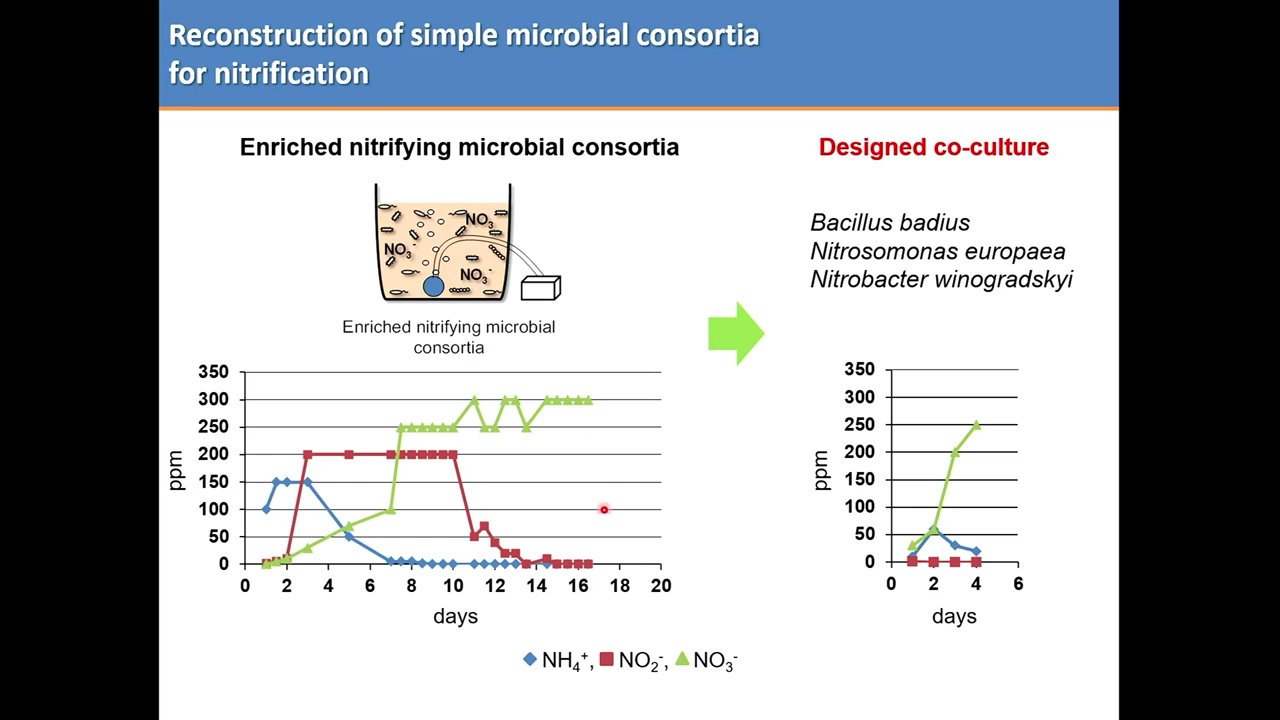 Reconstruction of simple microbial consortia
for nitrification
Enriched nitrifying microbial consortia
NO₃⁻
NO₃⁻
NO₃⁻
Enriched nitrifying microbial
consortia
350
300
250
200
150
100
50
0
ppm
0 2 4 6 8 10 12 14 16 18 20
days
Designed co-culture
Bacillus badius
Nitrosomonas europaea
Nitrobacter winogradskyi
350
300
250
200
150
100
50
0
ppm
0 2 4 6
days
NH₄⁺, NO₂⁻, NO₃⁻